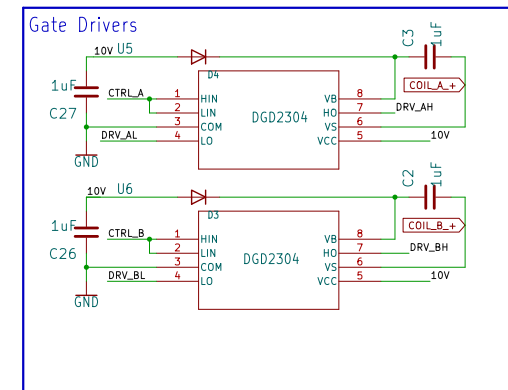 Gate Drivers
10V U5
D4
C3 1uF
1uF
C27
CTRL_A
COIL_A_+
1 HIN VB 8
2 LIN HO 7 DRV_AH
DGD2304
3 COM VS 6
DRV_AL 4 LO VCC 5 10V
GND
10V U6
D3
C2 1uF
1uF
C26
CTRL_B
COIL_B_+
1 HIN VB 8
2 LIN HO 7 DRV_BH
DGD2304
3 COM VS 6
DRV_BL 4 LO VCC 5 10V
GND